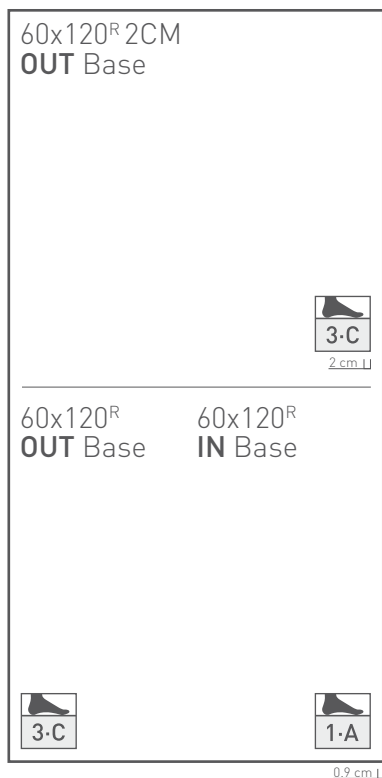 60x120ᴿ 2CM
OUT Base
3·C
2 cm
60x120ᴿ
OUT Base
60x120ᴿ
IN Base
3·C
1·A
0.9 cm